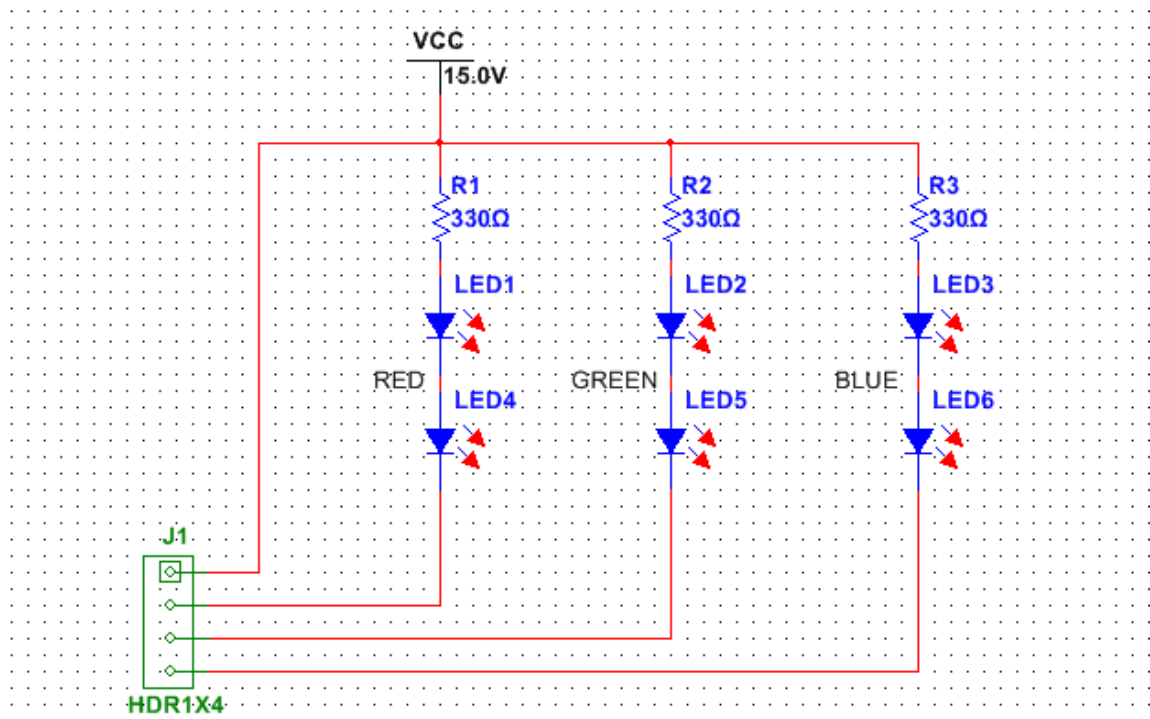 VCC
15.0V
R1
330Ω
R2
330Ω
R3
330Ω
LED1
LED2
LED3
RED
GREEN
BLUE
LED4
LED5
LED6
J1
HDR1X4